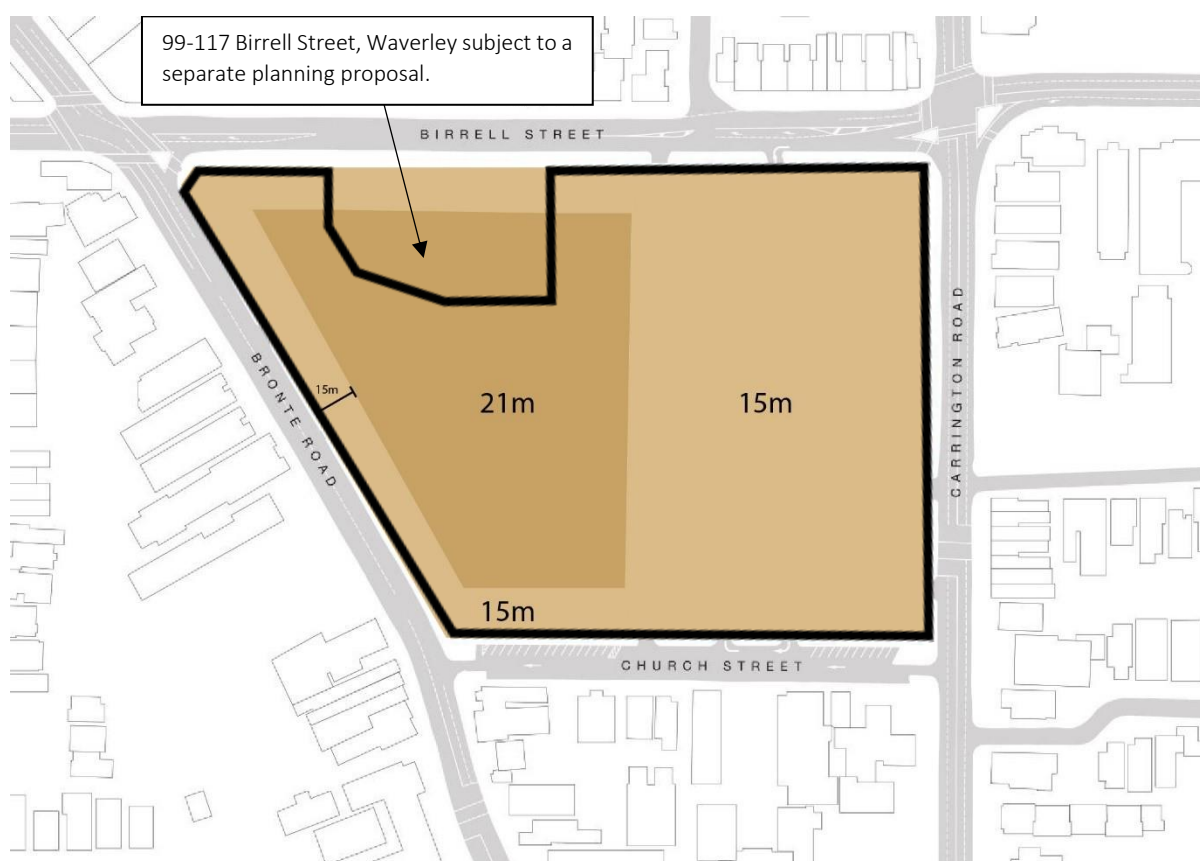 99-117 Birrell Street, Waverley subject to a
separate planning proposal.
BIRRELL STREET
15m
BRONTE ROAD
21m
15m
CARRINGTON ROAD
15m
CHURCH STREET